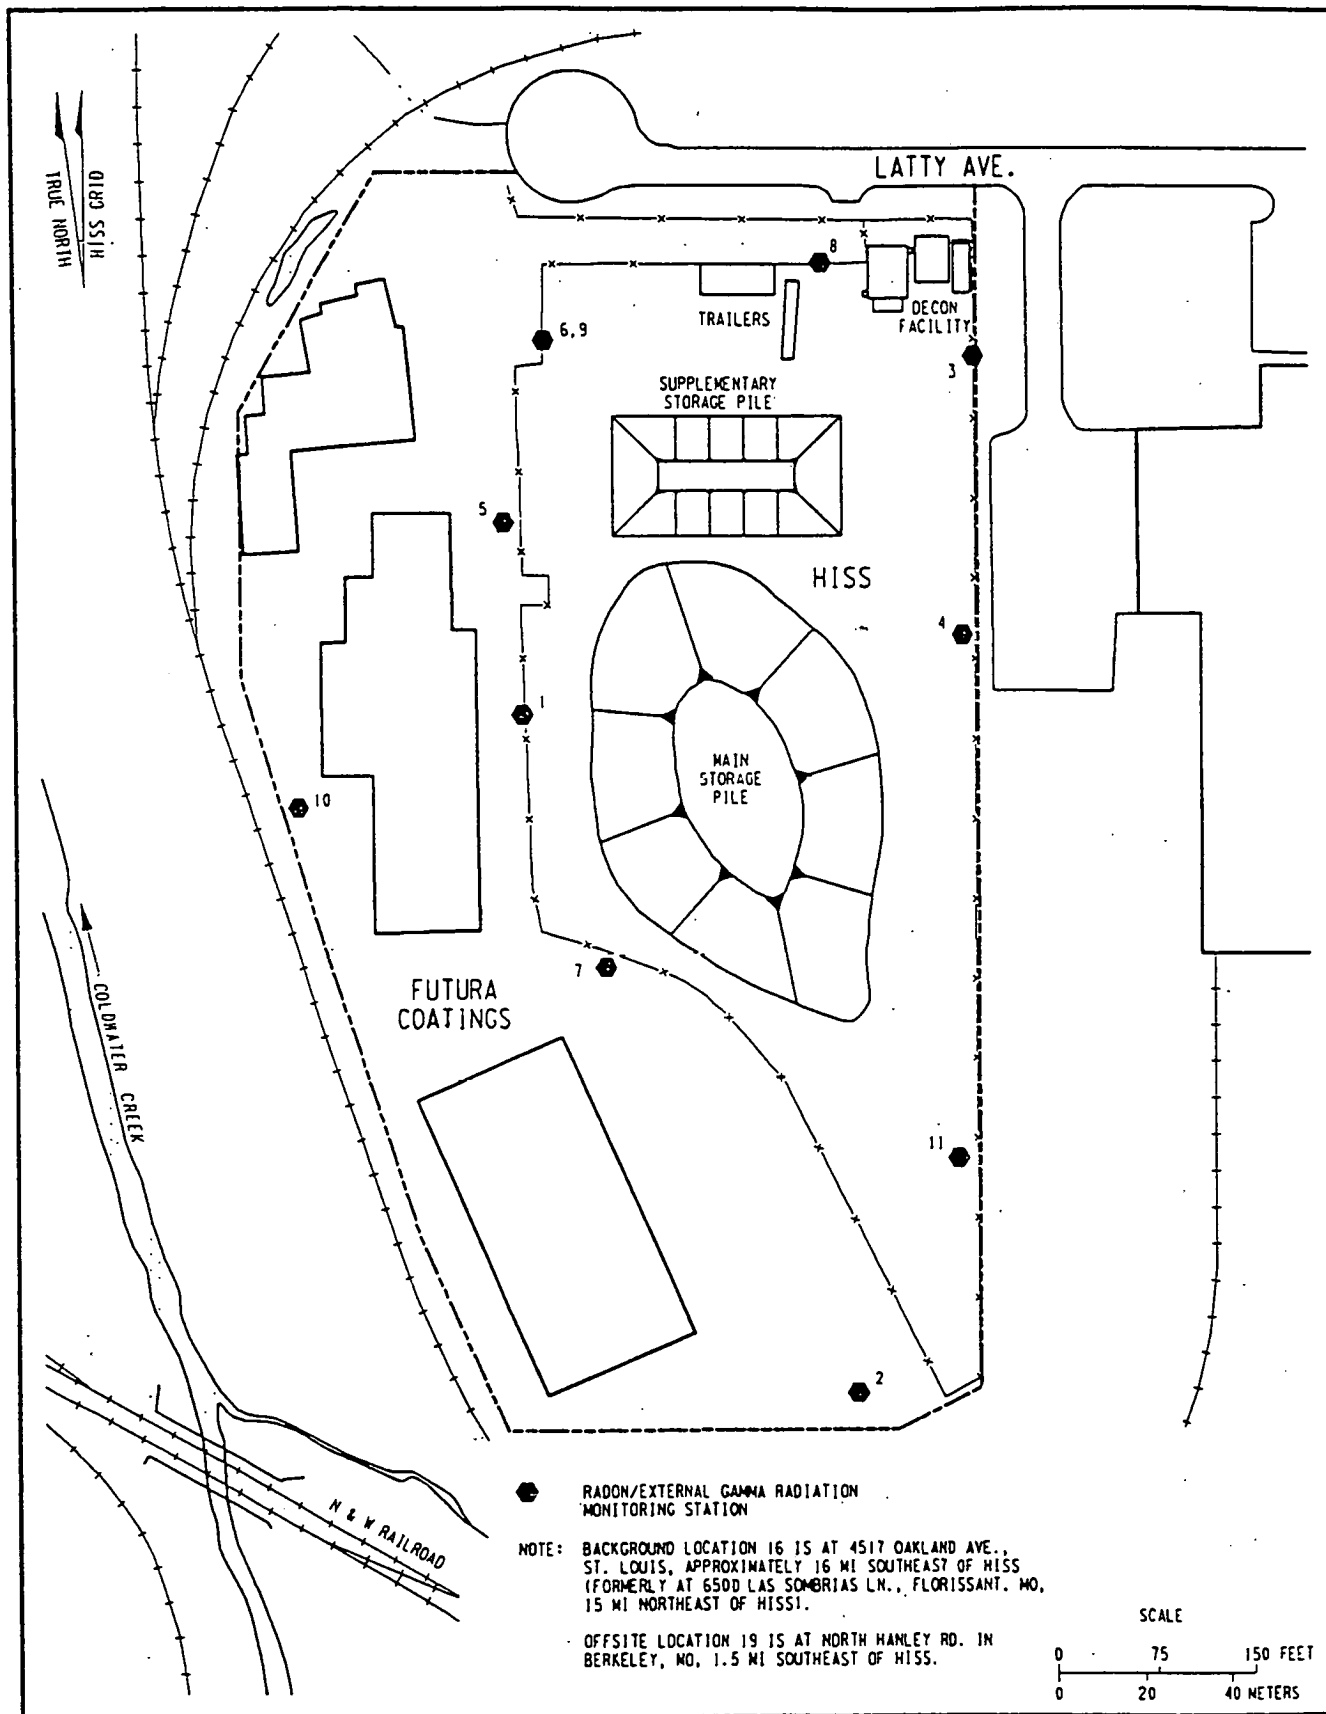 LATTY AVE.
TRUE NORTH
HISS GRID
8
TRAILERS
DECON
FACILITY
6,9
3
SUPPLEMENTARY
STORAGE PILE
5
HISS
4
1
MAIN
STORAGE
PILE
10
7
FUTURA
COATINGS
COLDWATER CREEK
11
2
N & W RAILROAD
RADON/EXTERNAL GAMMA RADIATION
MONITORING STATION
NOTE: BACKGROUND LOCATION 16 IS AT 4517 OAKLAND AVE.,
ST. LOUIS, APPROXIMATELY 16 MI SOUTHEAST OF HISS
(FORMERLY AT 6500 LAS SOMBRIAS LN., FLORISSANT, MO,
15 MI NORTHEAST OF HISS).
OFFSITE LOCATION 19 IS AT NORTH HANLEY RD. IN
BERKELEY, MO, 1.5 MI SOUTHEAST OF HISS.
SCALE
0 75 150 FEET
0 20 40 METERS